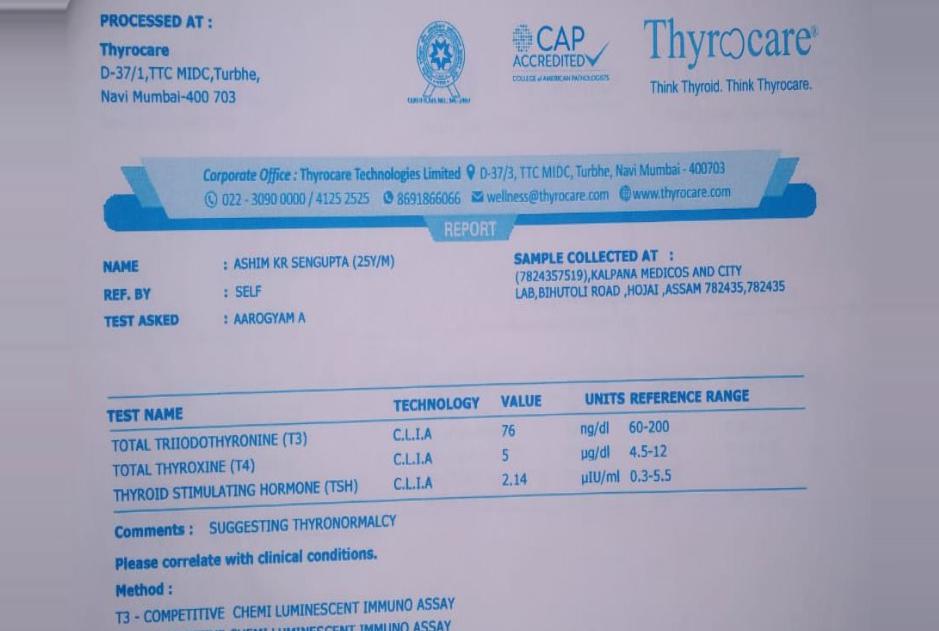 PROCESSED AT :
Thyrocare
D-37/1,TTC MIDC,Turbhe,
Navi Mumbai-400 703
CAP
ACCREDITED
COLLEGE of AMERICAN PATHOLOGISTS
Thyrocare®
Think Thyroid. Think Thyrocare.
Corporate Office : Thyrocare Technologies Limited D-37/3, TTC MIDC, Turbhe, Navi Mumbai - 400703
022 - 3090 0000 / 4125 2525 8691866066 wellness@thyrocare.com www.thyrocare.com
REPORT
NAME : ASHIM KR SENGUPTA (25Y/M)
REF. BY : SELF
TEST ASKED : AAROGYAM A
SAMPLE COLLECTED AT :
(7824357519),KALPANA MEDICOS AND CITY
LAB,BIHUTOLI ROAD ,HOJAI ,ASSAM 782435,782435
TEST NAME TECHNOLOGY VALUE UNITS REFERENCE RANGE
TOTAL TRIIODOTHYRONINE (T3) C.L.I.A 76 ng/dl 60-200
TOTAL THYROXINE (T4) C.L.I.A 5 µg/dl 4.5-12
THYROID STIMULATING HORMONE (TSH) C.L.I.A 2.14 µIU/ml 0.3-5.5
Comments : SUGGESTING THYRONORMALCY
Please correlate with clinical conditions.
Method :
T3 - COMPETITIVE CHEMI LUMINESCENT IMMUNO ASSAY
CHEMI LUMINESCENT IMMUNO ASSAY